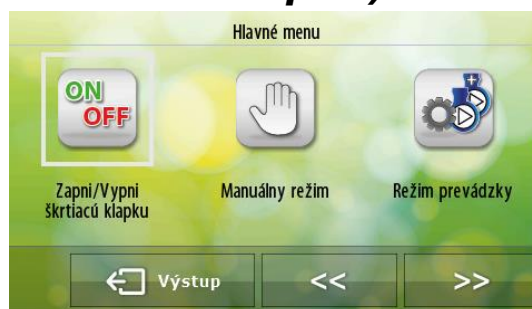 Hlavné menu
ON
OFF
Zapni/Vypni
škrtiacú klapku
Manuálny režim
Režim prevádzky
Výstup
<<
>>